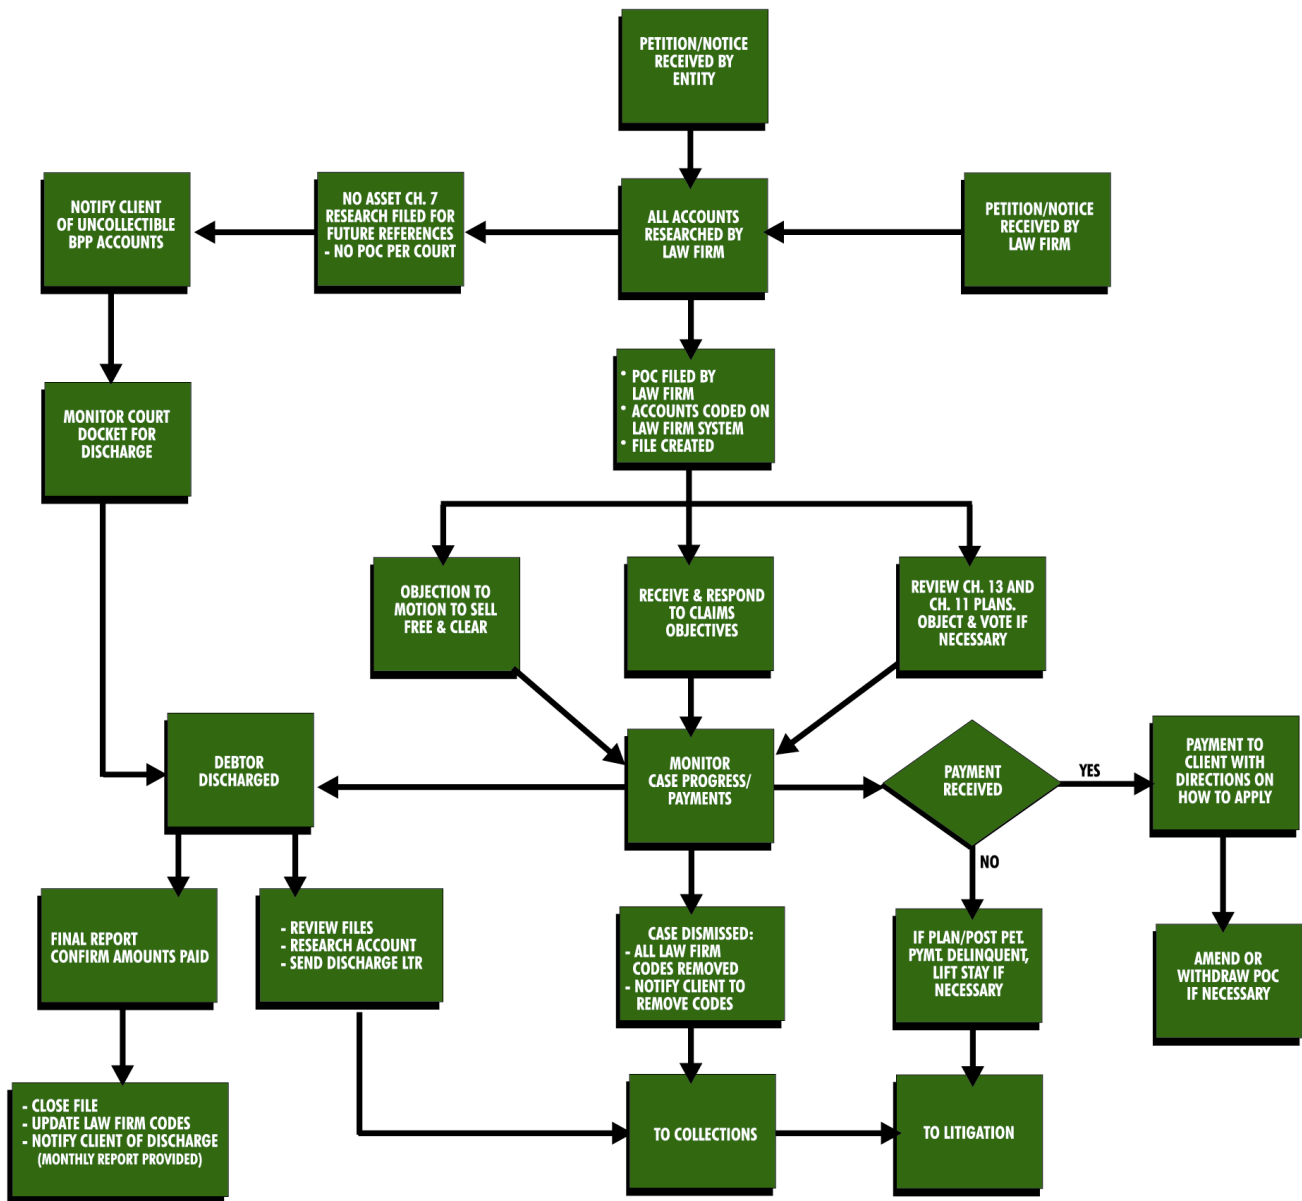 PETITION/NOTICE
RECEIVED BY
ENTITY
NOTIFY CLIENT
OF UNCOLLECTIBLE
BPP ACCOUNTS
NO ASSET CH. 7
RESEARCH FILED FOR
FUTURE REFERENCES
- NO POC PER COURT
ALL ACCOUNTS
RESEARCHED BY
LAW FIRM
PETITION/NOTICE
RECEIVED BY
LAW FIRM
• POC FILED BY
LAW FIRM
• ACCOUNTS CODED ON
LAW FIRM SYSTEM
• FILE CREATED
MONITOR COURT
DOCKET FOR
DISCHARGE
OBJECTION TO
MOTION TO SELL
FREE & CLEAR
RECEIVE & RESPOND
TO CLAIMS
OBJECTIVES
REVIEW CH. 13 AND
CH. 11 PLANS.
OBJECT & VOTE IF
NECESSARY
DEBTOR
DISCHARGED
MONITOR
CASE PROGRESS/
PAYMENTS
PAYMENT
RECEIVED
YES
PAYMENT TO
CLIENT WITH
DIRECTIONS ON
HOW TO APPLY
NO
FINAL REPORT
CONFIRM AMOUNTS PAID
- REVIEW FILES
- RESEARCH ACCOUNT
- SEND DISCHARGE LTR
CASE DISMISSED:
- ALL LAW FIRM
CODES REMOVED
- NOTIFY CLIENT TO
REMOVE CODES
IF PLAN/POST PET.
PYMT. DELINQUENT,
LIFT STAY IF
NECESSARY
AMEND OR
WITHDRAW POC
IF NECESSARY
- CLOSE FILE
- UPDATE LAW FIRM CODES
- NOTIFY CLIENT OF DISCHARGE
(MONTHLY REPORT PROVIDED)
TO COLLECTIONS
TO LITIGATION